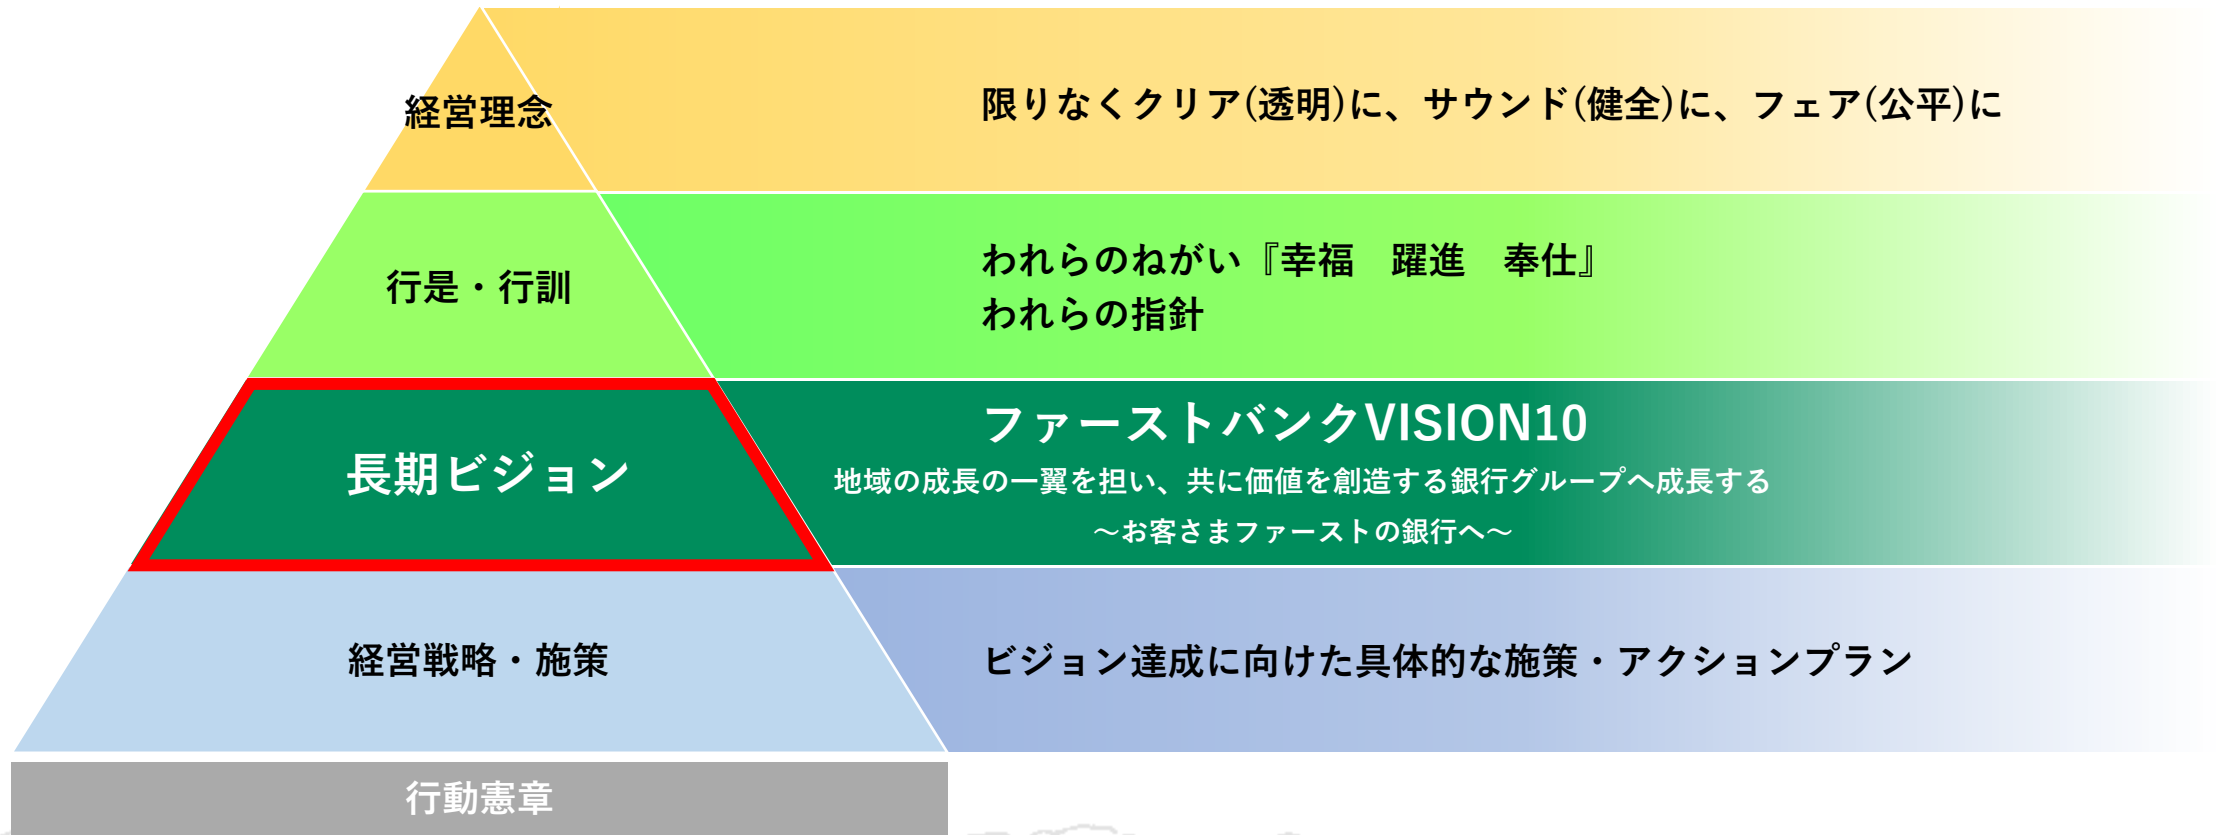 経営理念
限りなくクリア(透明)に、サウンド(健全)に、フェア(公平)に
行是・行訓
われらのねがい『幸福　躍進　奉仕』
われらの指針
長期ビジョン
ファーストバンクVISION10
地域の成長の一翼を担い、共に価値を創造する銀行グループへ成長する
～お客さまファーストの銀行へ～
経営戦略・施策
ビジョン達成に向けた具体的な施策・アクションプラン
行動憲章